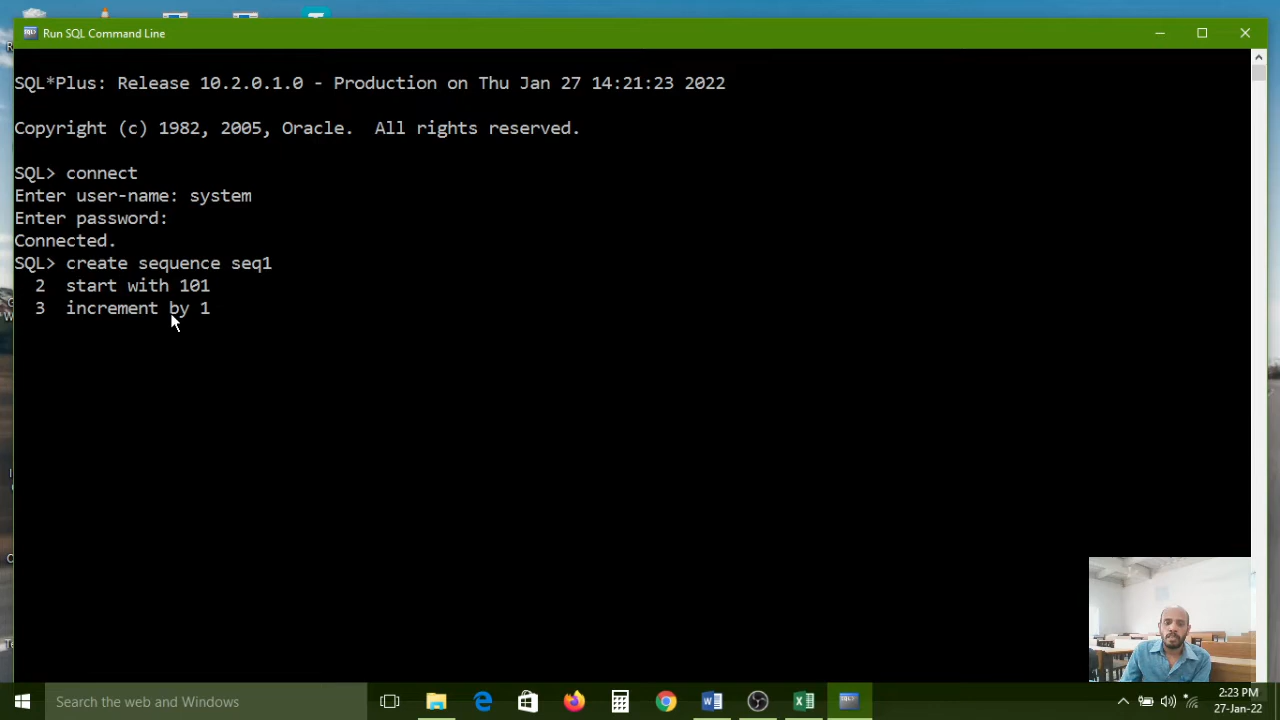 Run SQL Command Line
SQL*Plus: Release 10.2.0.1.0 - Production on Thu Jan 27 14:21:23 2022
Copyright (c) 1982, 2005, Oracle.  All rights reserved.
SQL> connect
Enter user-name: system
Enter password:
Connected.
SQL> create sequence seq1
2  start with 101
3  increment by 1
Search the web and Windows
2:23 PM
27-Jan-22